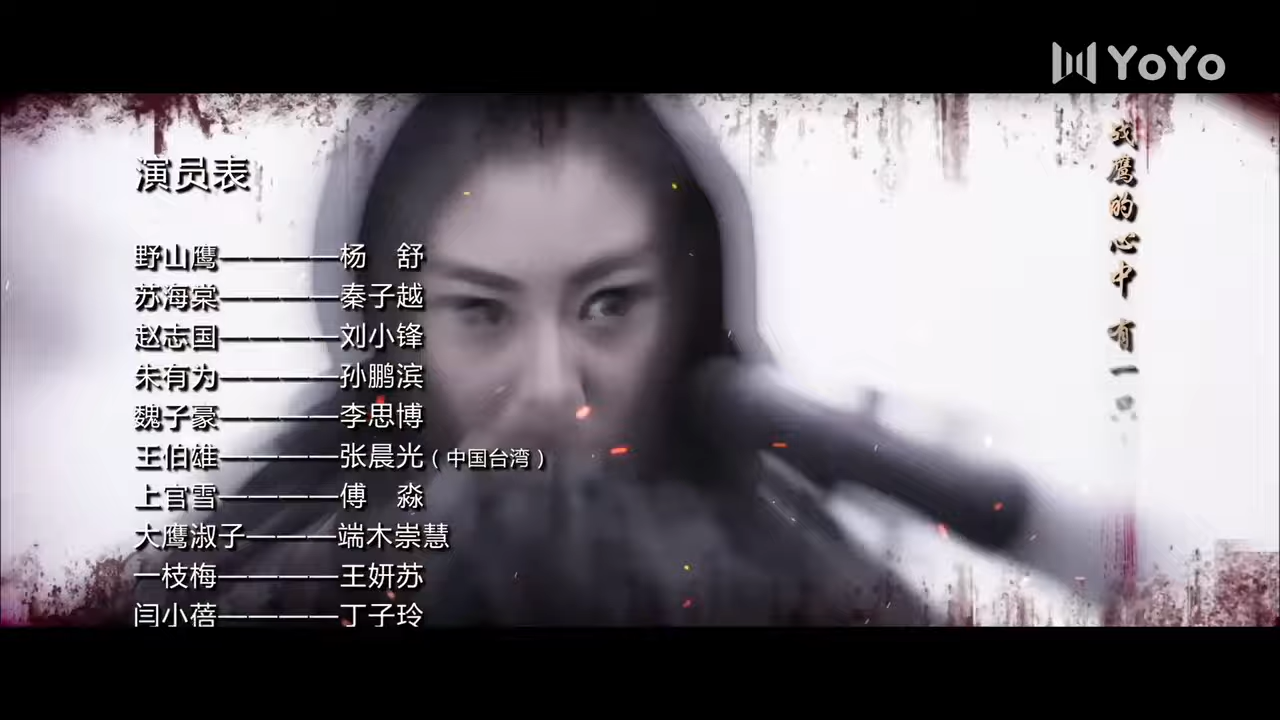 YoYo
演员表
野山鹰————杨　舒
苏海棠————秦子越
赵志国————刘小锋
朱有为————孙鹏滨
魏子豪————李思博
王伯雄————张晨光（中国台湾）
上官雪————傅　淼
大鹰淑子———端木崇慧
一枝梅————王妍苏
闫小蓓————丁子玲
我鹰的心中 有一只